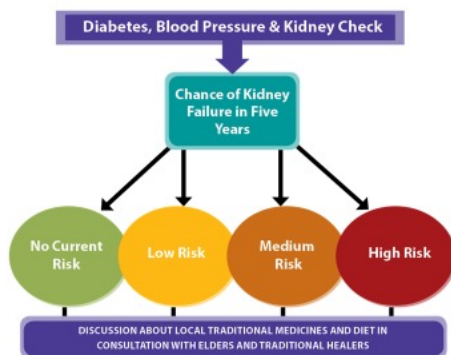 Diabetes, Blood Pressure & Kidney Check
Chance of Kidney
Failure in Five
Years
No Current
Risk
Low Risk
Medium
Risk
High Risk
DISCUSSION ABOUT LOCAL TRADITIONAL MEDICINES AND DIET IN
CONSULTATION WITH ELDERS AND TRADITIONAL HEALERS